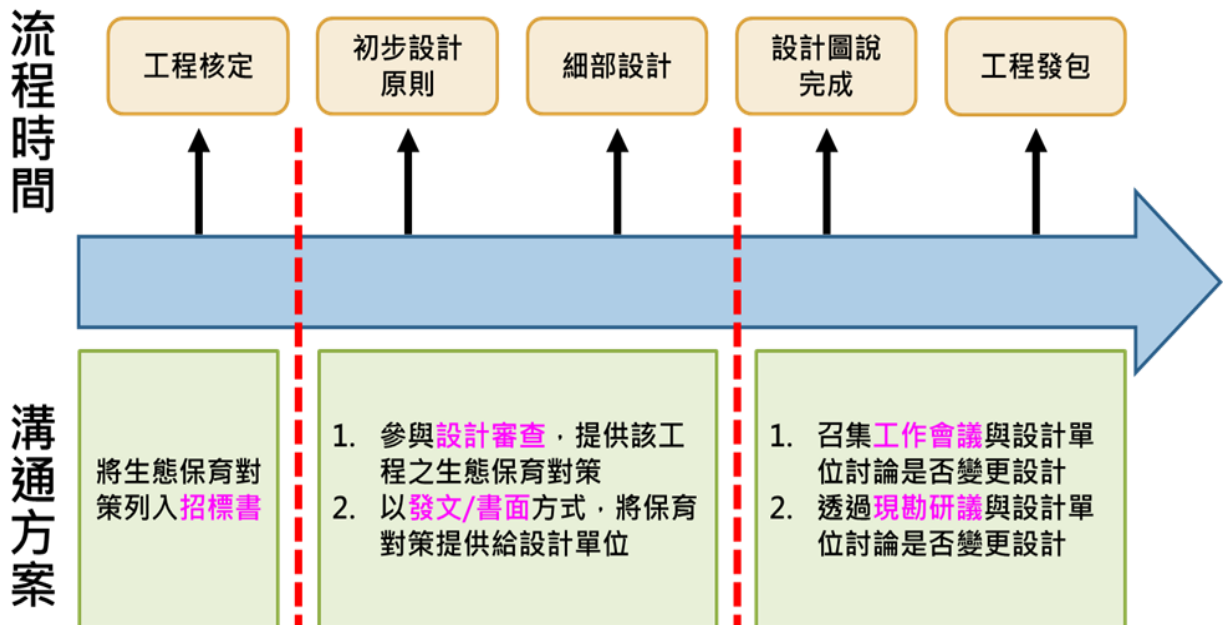 流程時間
工程核定
初步設計
原則
細部設計
設計圖說
完成
工程發包
溝通方案
將生態保育對
策列入招標書
1. 參與設計審查，提供該工
程之生態保育對策
2. 以發文/書面方式，將保育
對策提供給設計單位
1. 召集工作會議與設計單
位討論是否變更設計
2. 透過現勘研議與設計單
位討論是否變更設計